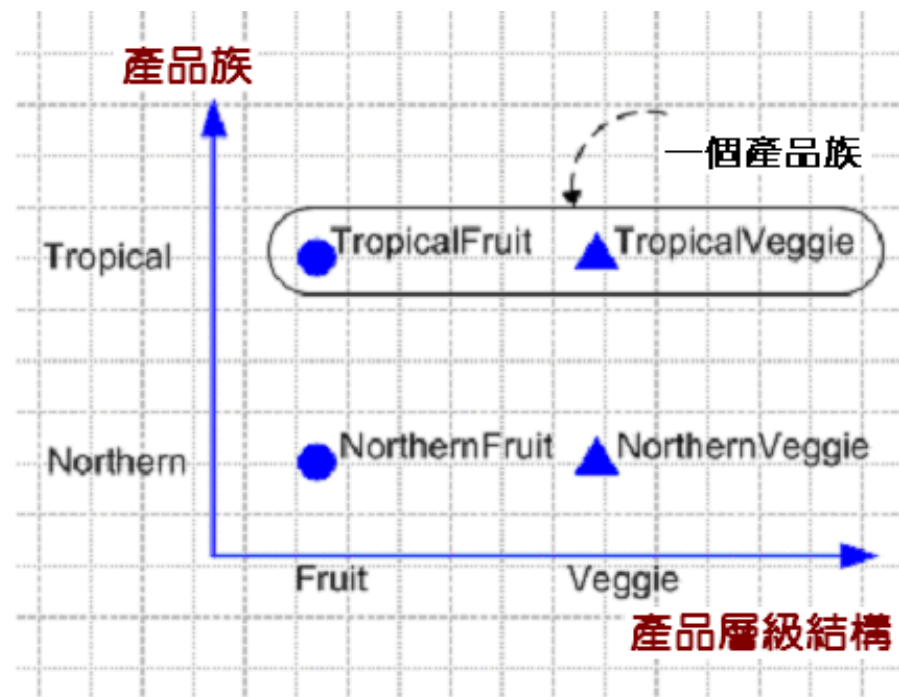 產品族
一個產品族
Tropical
TropicalFruit
TropicalVeggie
Northern
NorthernFruit
NorthernVeggie
Fruit
Veggie
產品層級結構